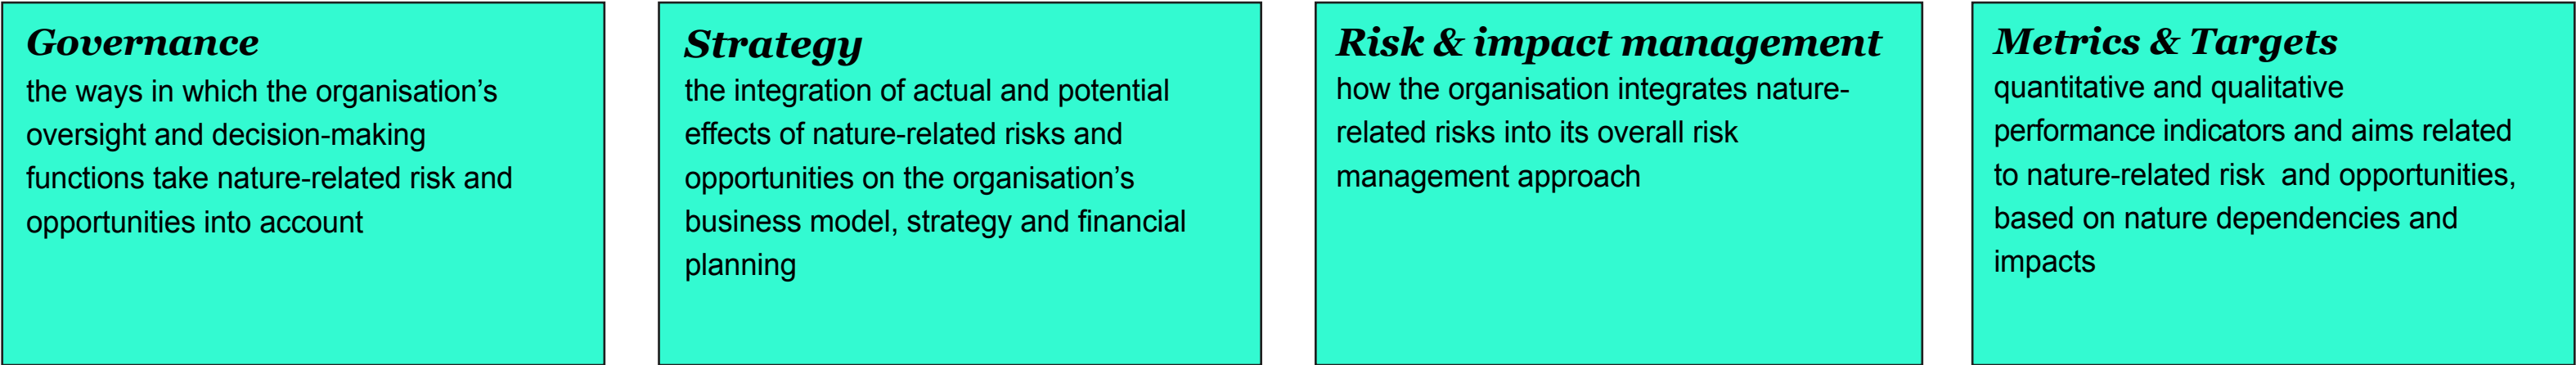 Governance
the ways in which the organisation’s
oversight and decision-making
functions take nature-related risk and
opportunities into account
Strategy
the integration of actual and potential
effects of nature-related risks and
opportunities on the organisation’s
business model, strategy and financial
planning
Risk & impact management
how the organisation integrates nature-
related risks into its overall risk
management approach
Metrics & Targets
quantitative and qualitative
performance indicators and aims related
to nature-related risk  and opportunities,
based on nature dependencies and
impacts